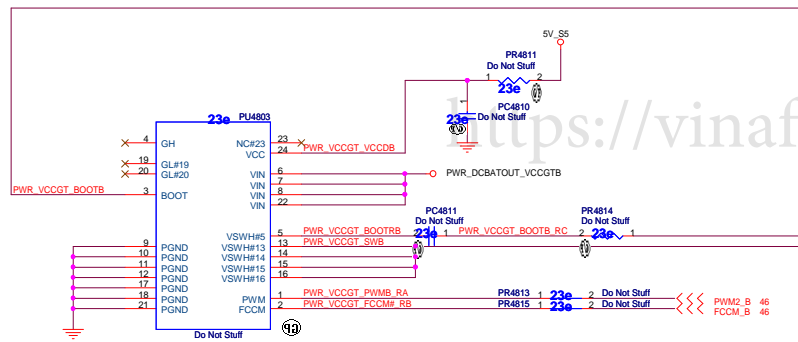 5V_S5
PR4811
Do Not Stuff
1 2
23e
1
PC4810
Do Not Stuff
23e
https://vinaf
23e PU4803
4 GH
19 GL#19
20 GL#20
PWR_VCCGT_BOOTB 3 BOOT
NC#23 23
VCC 24 PWR_VCCGT_VCCDB
VIN 6
VIN 7
VIN 8
VIN 22
PWR_DCBATOUT_VCCGTB
PC4811
Do Not Stuff
PR4814
Do Not Stuff
VSWH#5 5 PWR_VCCGT_BOOTRB 2 23e 1 PWR_VCCGT_BOOTB_RC 2 23e 1
VSWH#13 13 PWR_VCCGT_SWB
VSWH#14 14
VSWH#15 15
VSWH#16 16
9 PGND
10 PGND
11 PGND
12 PGND
17 PGND
18 PGND
21 PGND
PWM 1 PWR_VCCGT_PWMB_RA PR4813 1 23e 2 Do Not Stuff PWM2_B 46
FCCM 2 PWR_VCCGT_FCCM#_RB PR4815 1 23e 2 Do Not Stuff FCCM_B 46
Do Not Stuff